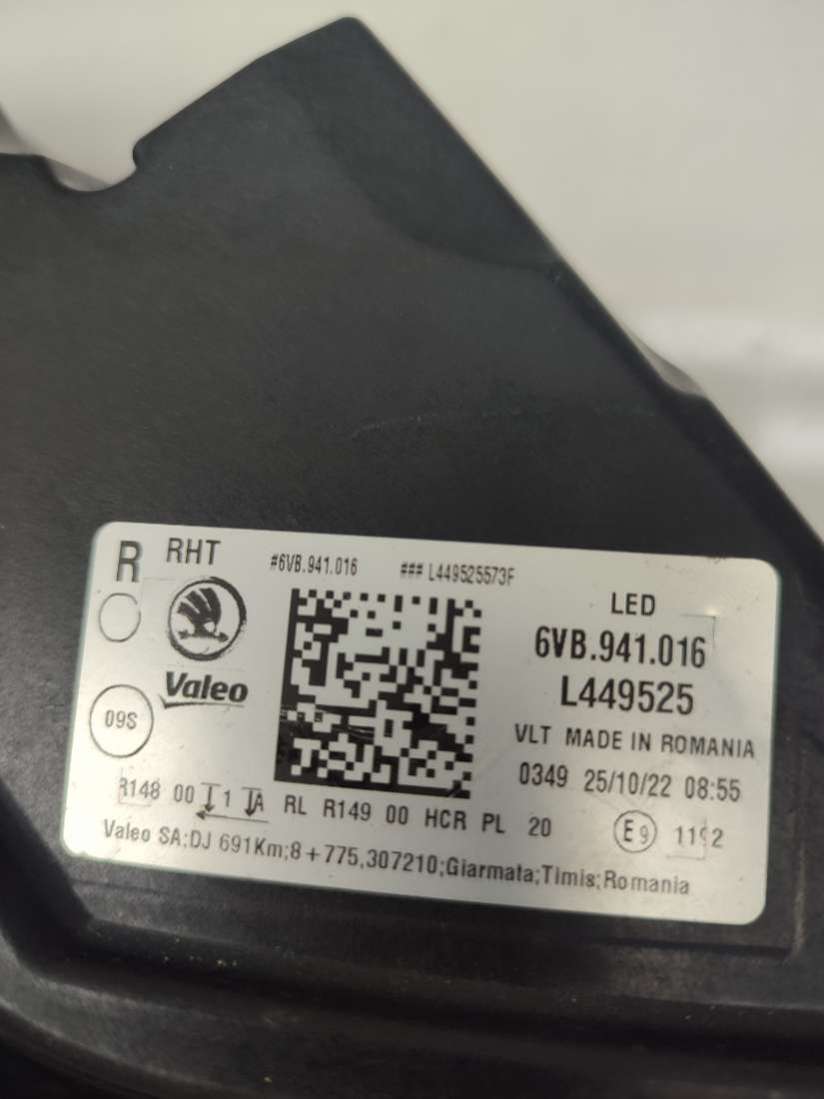 R RHT #6VB.941.016 ### L449525573F
LED
6VB.941.016
Valeo L449525
09S VLT MADE IN ROMANIA
0349 25/10/22 08:55
R148 00 1 A RL R149 00 HCR PL 20 E9 1192
Valeo SA;DJ 691Km;8+775,307210;Giarmata;Timis;Romania